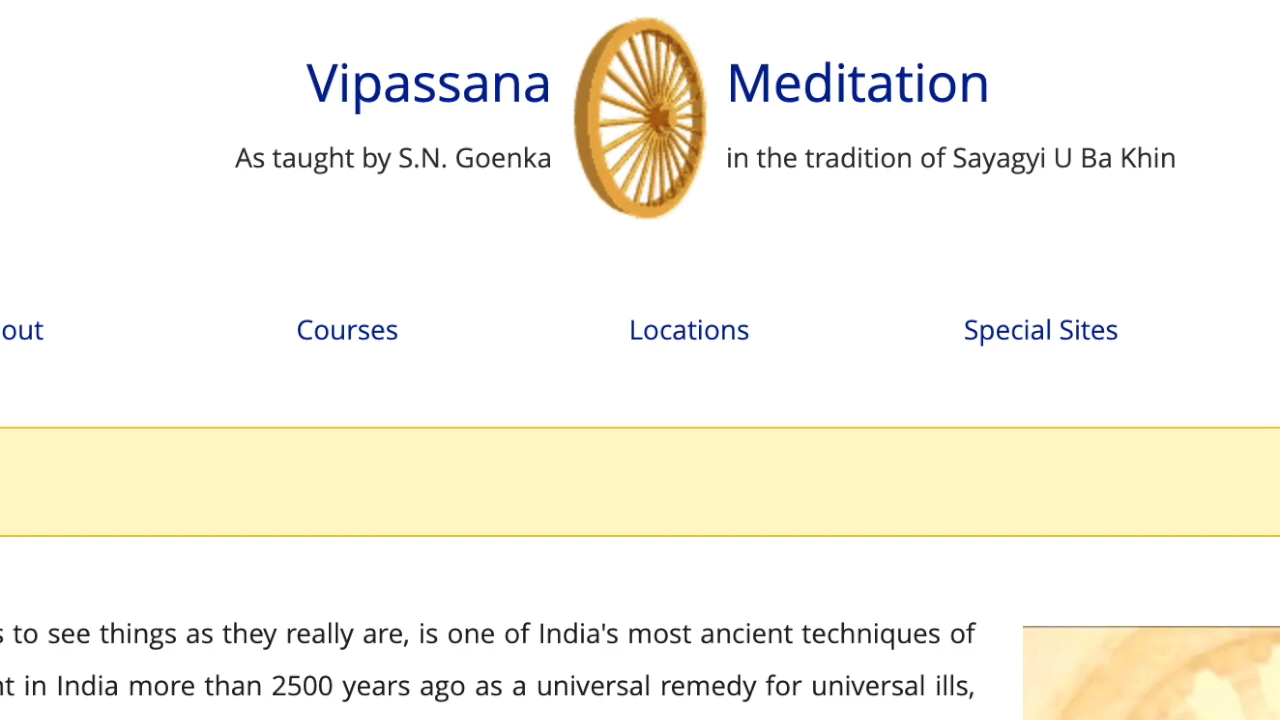 Vipassana Meditation
As taught by S.N. Goenka in the tradition of Sayagyi U Ba Khin
out Courses Locations Special Sites
to see things as they really are, is one of India's most ancient techniques of
in India more than 2500 years ago as a universal remedy for universal ills,